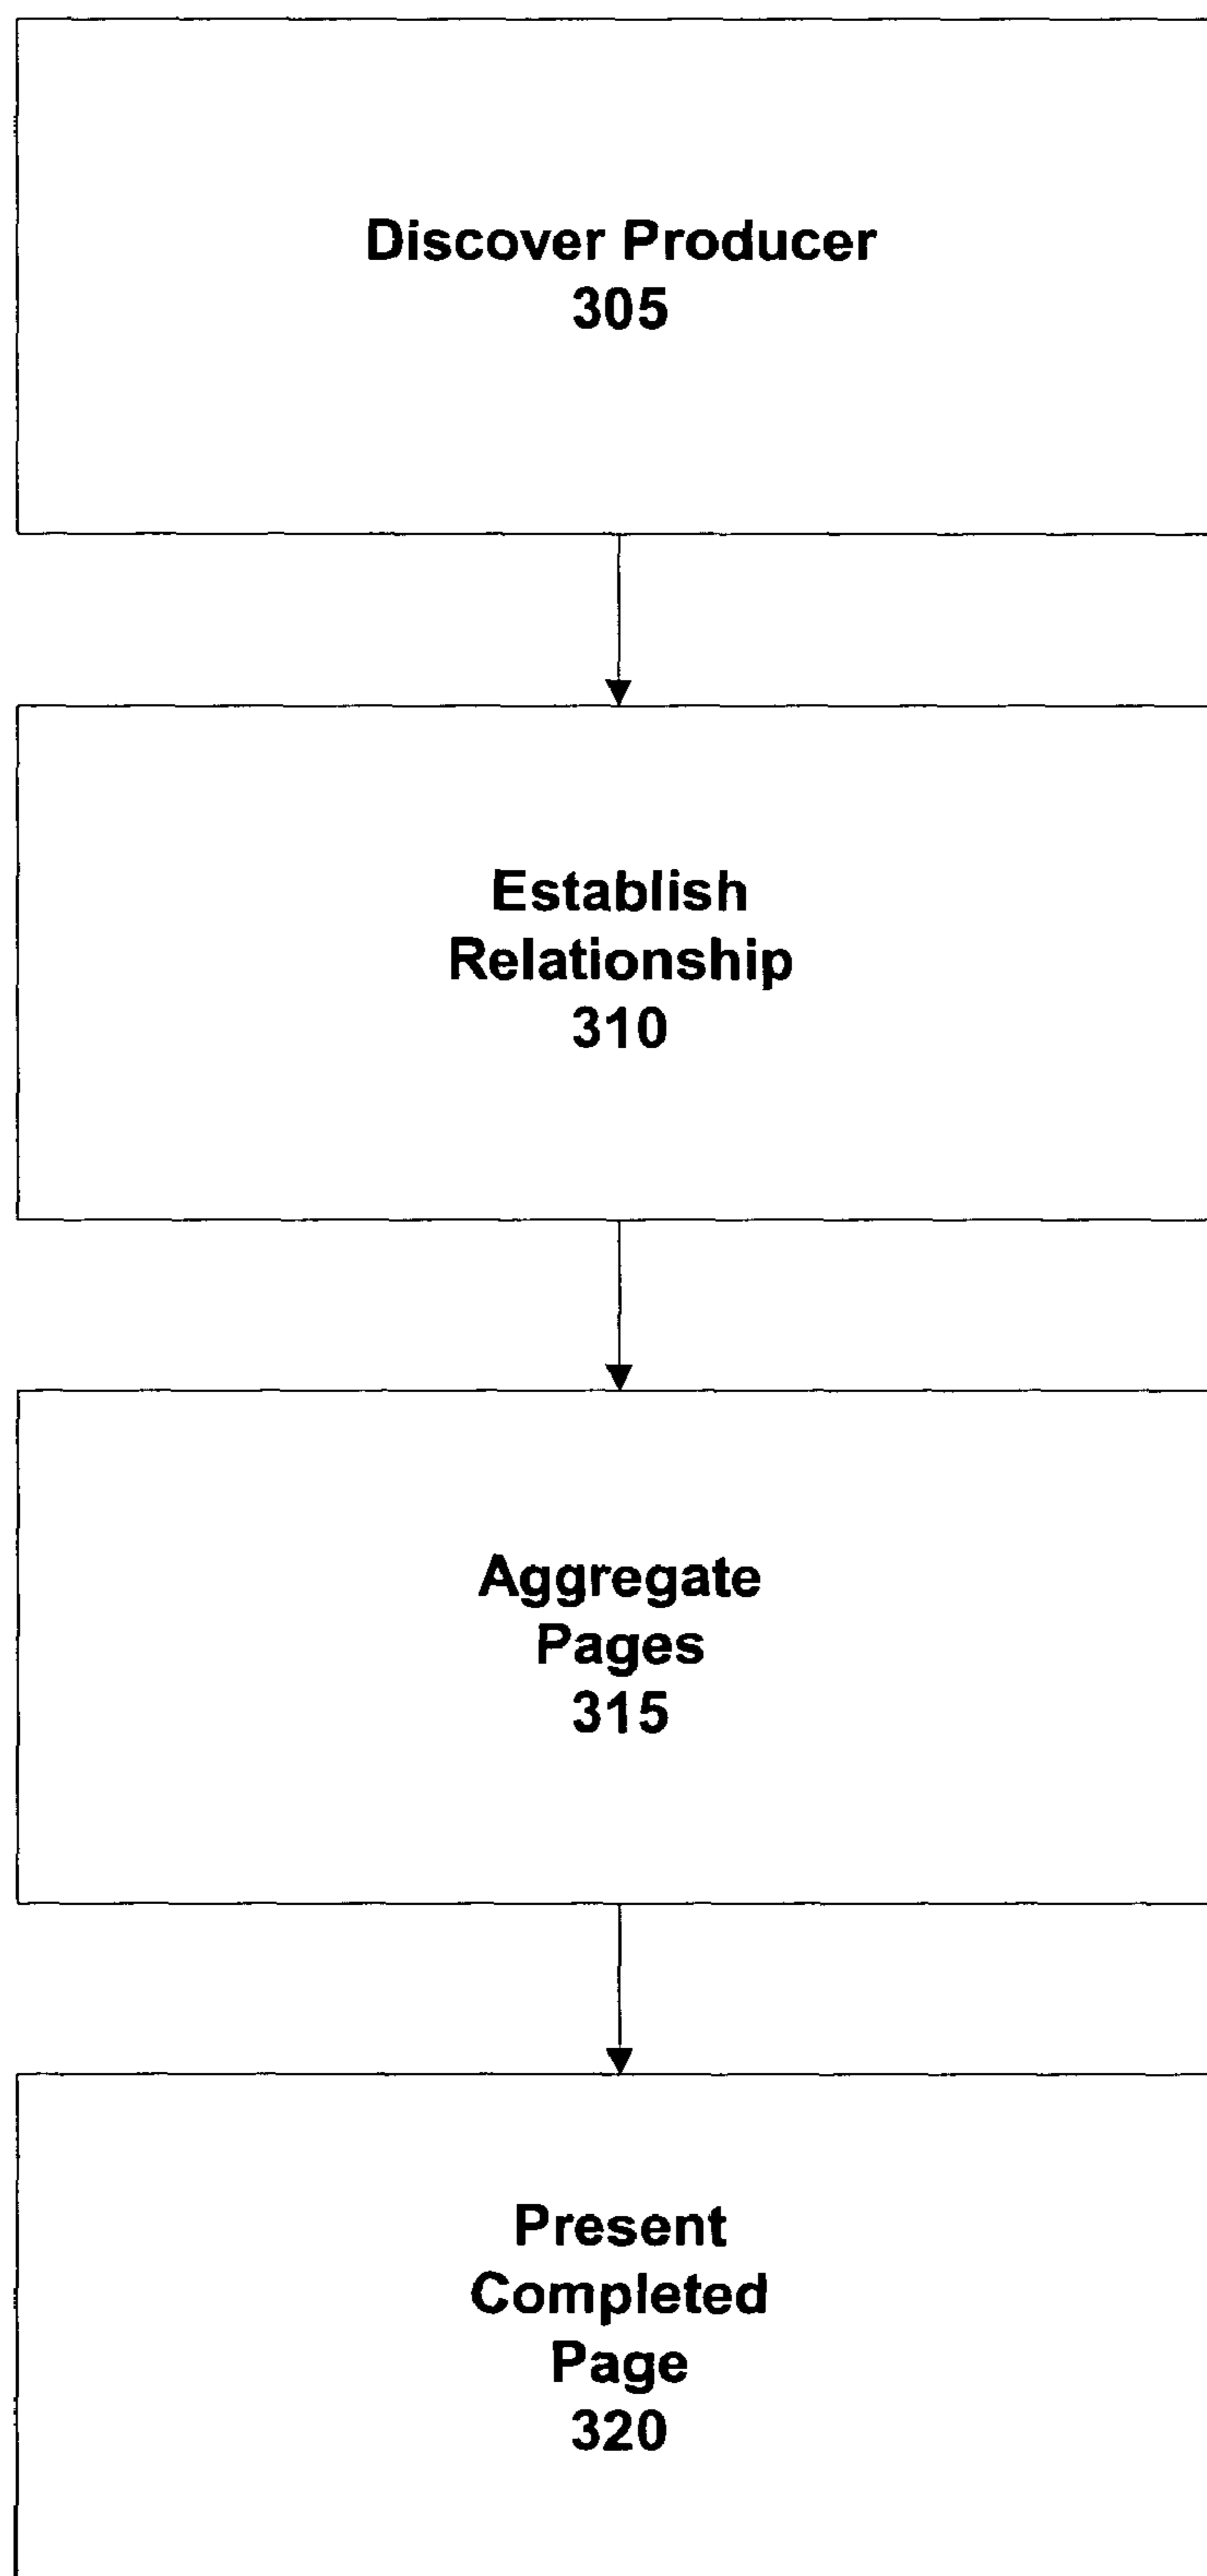 Discover Producer
305
Establish
Relationship
310
Aggregate
Pages
315
Present
Completed
Page
320